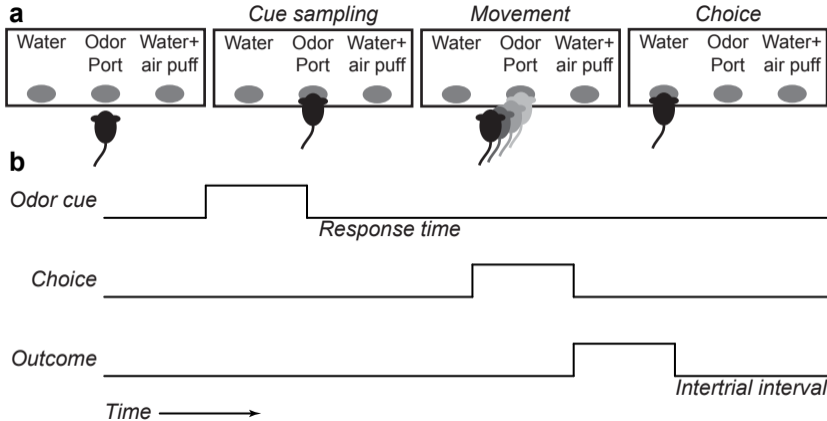 a
Cue sampling
Movement
Choice
Water Odor Port Water+ air puff
Water Odor Port Water+ air puff
Water Odor Port Water+ air puff
Water Odor Port Water+ air puff
b
Odor cue
Response time
Choice
Outcome
Intertrial interval
Time